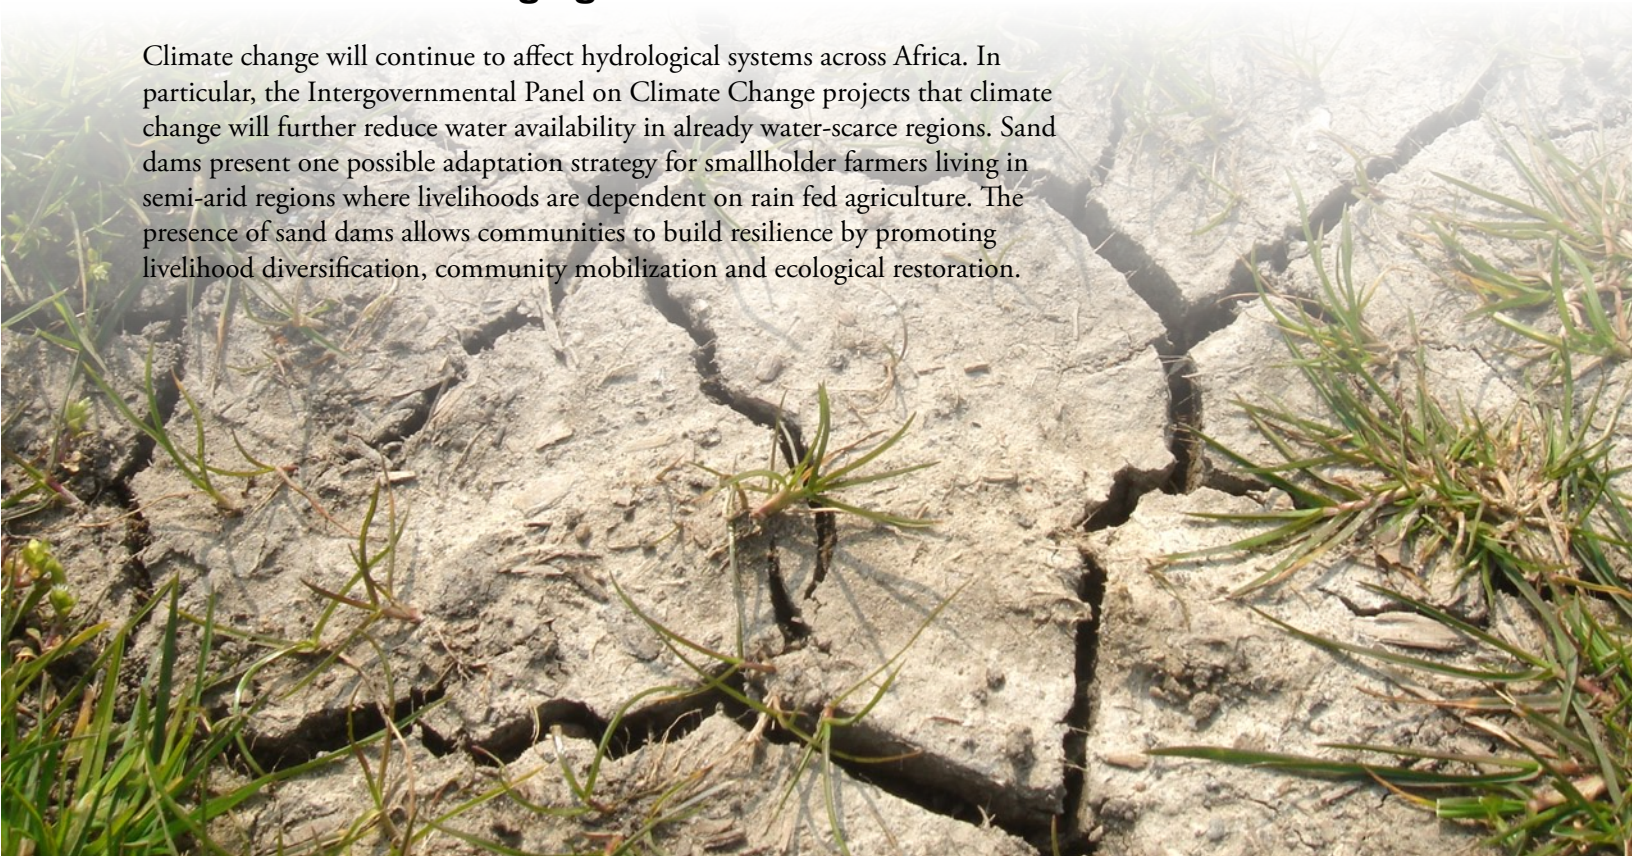 Climate change will continue to affect hydrological systems across Africa. In
particular, the Intergovernmental Panel on Climate Change projects that climate
change will further reduce water availability in already water-scarce regions. Sand
dams present one possible adaptation strategy for smallholder farmers living in
semi-arid regions where livelihoods are dependent on rain fed agriculture. The
presence of sand dams allows communities to build resilience by promoting
livelihood diversification, community mobilization and ecological restoration.